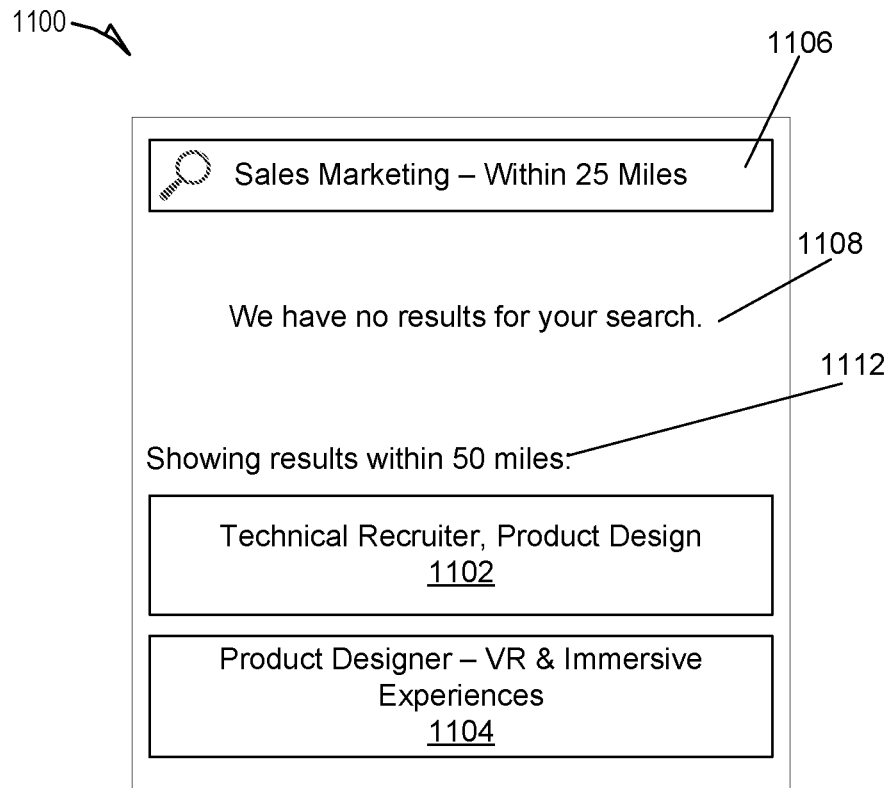 1100
1106
Sales Marketing – Within 25 Miles
1108
We have no results for your search.
1112
Showing results within 50 miles:
Technical Recruiter, Product Design
1102
Product Designer – VR & Immersive
Experiences
1104